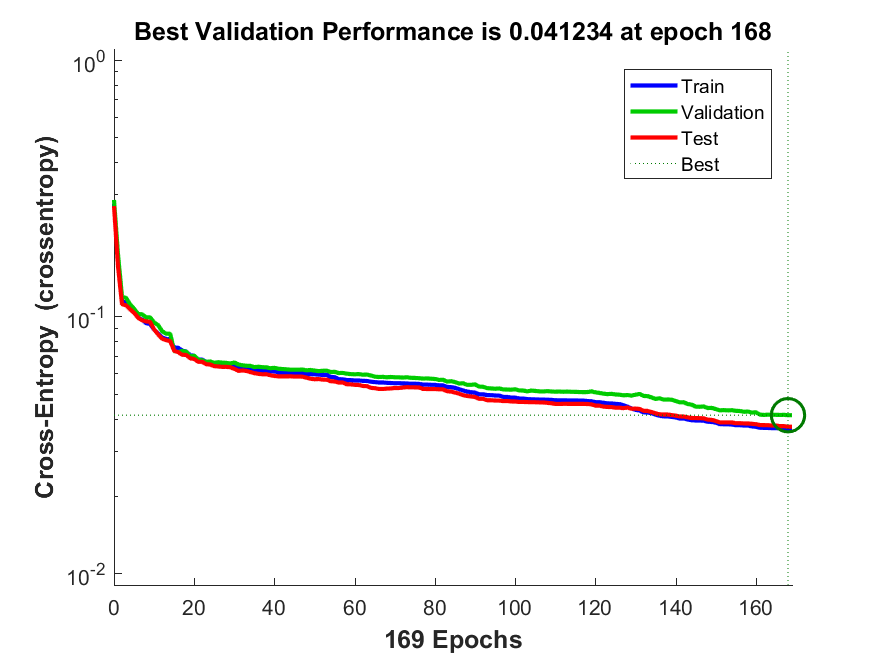 Best Validation Performance is 0.041234 at epoch 168
10^0
10^-1
10^-2
Cross-Entropy (crossentropy)
Train
Validation
Test
Best
0 20 40 60 80 100 120 140 160
169 Epochs